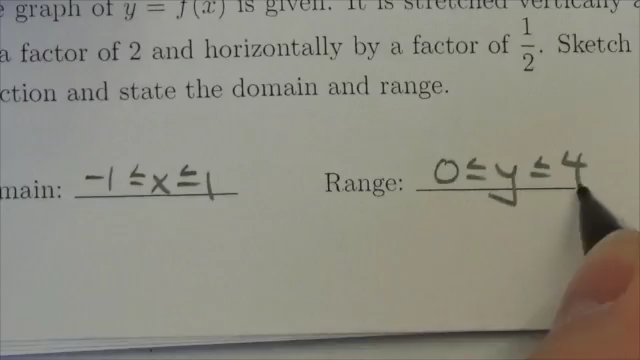 graph of y = f(x) is given. It is stretched vertically
a factor of 2 and horizontally by a factor of 1/2. Sketch
ction and state the domain and range.
main: -1 ≤ x ≤ 1 Range: 0 ≤ y ≤ 4